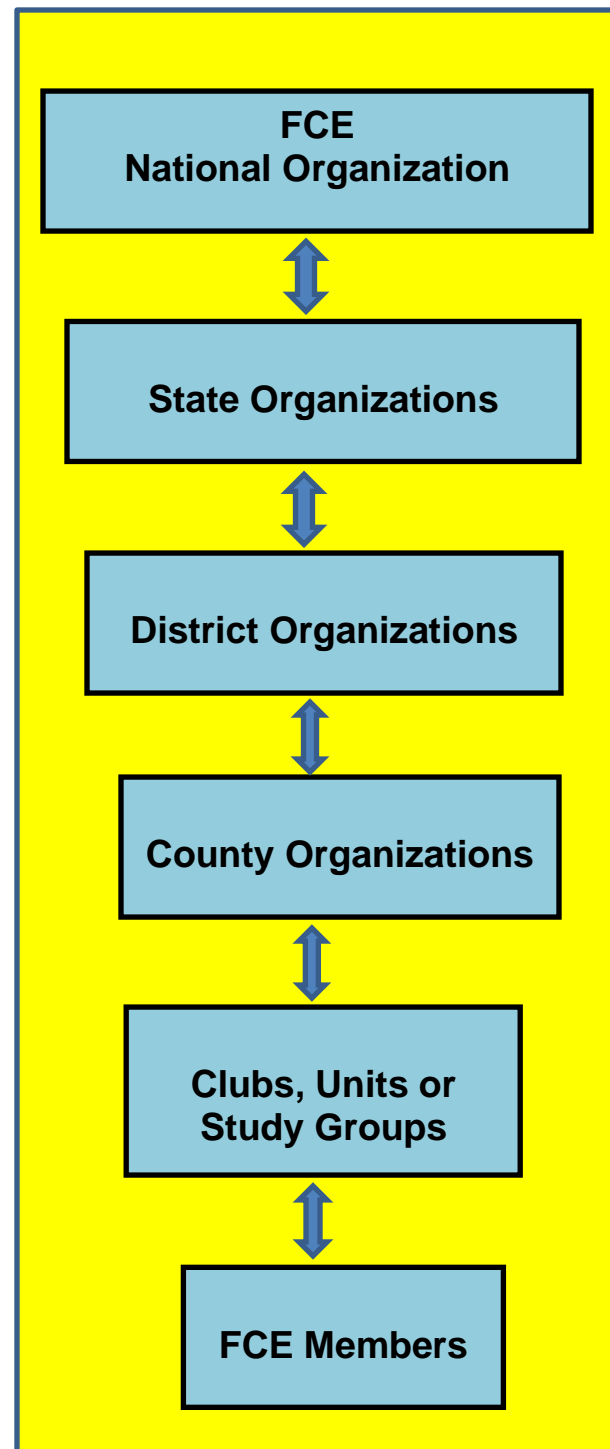 FCE
National Organization
State Organizations
District Organizations
County Organizations
Clubs, Units or
Study Groups
FCE Members